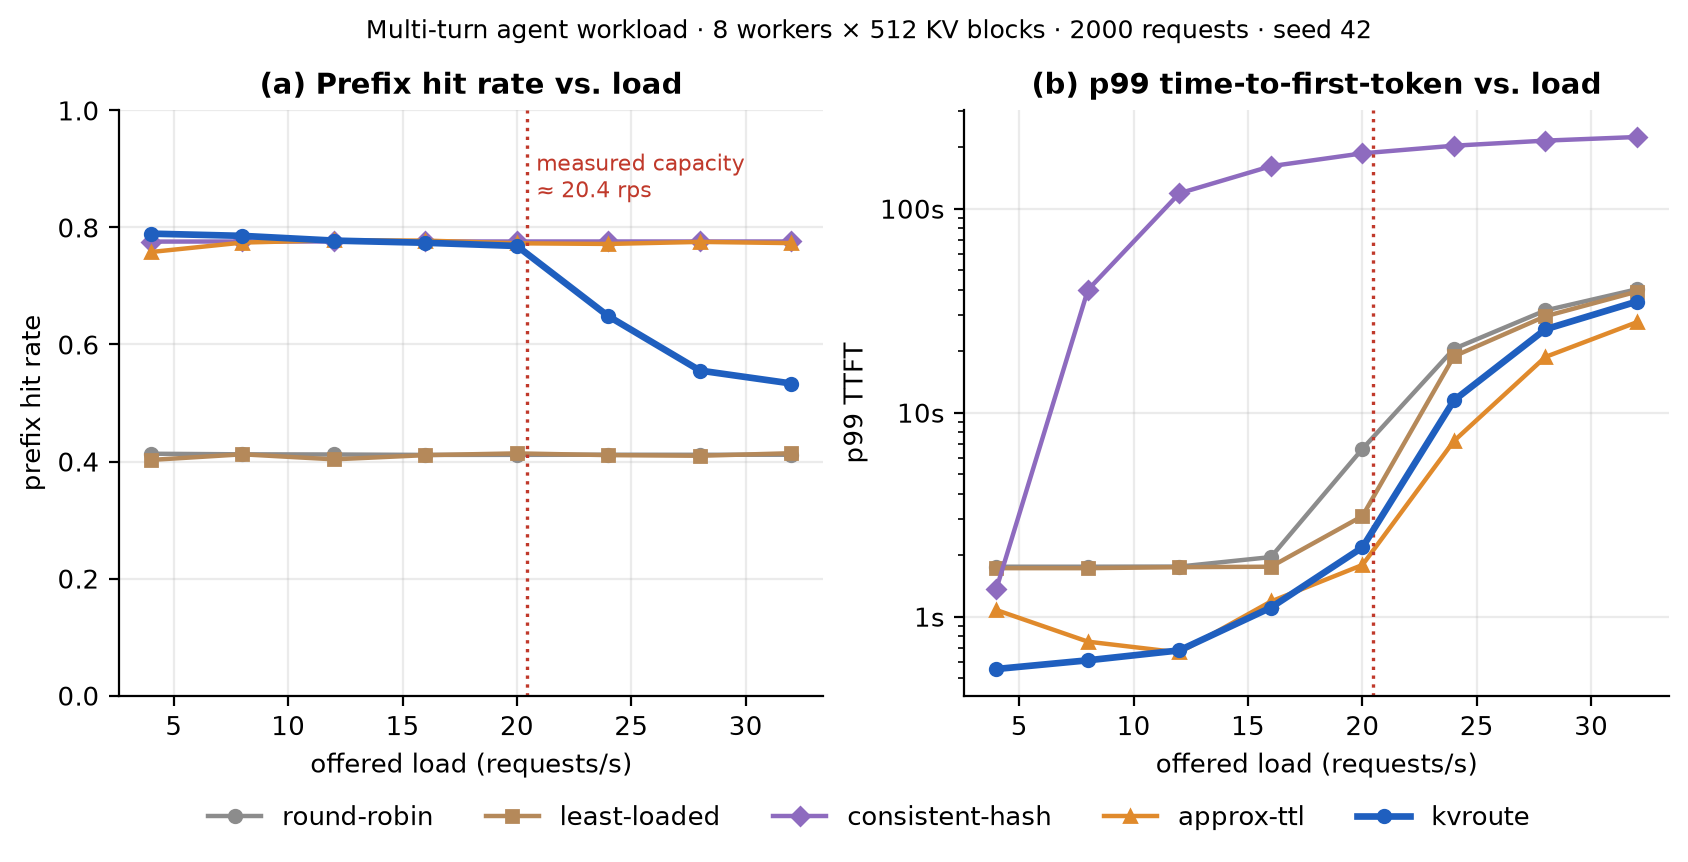 Multi-turn agent workload · 8 workers × 512 KV blocks · 2000 requests · seed 42
(a) Prefix hit rate vs. load
prefix hit rate
1.0
0.8
0.6
0.4
0.2
0.0
measured capacity
≈ 20.4 rps
5 10 15 20 25 30
offered load (requests/s)
(b) p99 time-to-first-token vs. load
p99 TTFT
100s
10s
1s
5 10 15 20 25 30
offered load (requests/s)
round-robin least-loaded consistent-hash approx-ttl kvroute